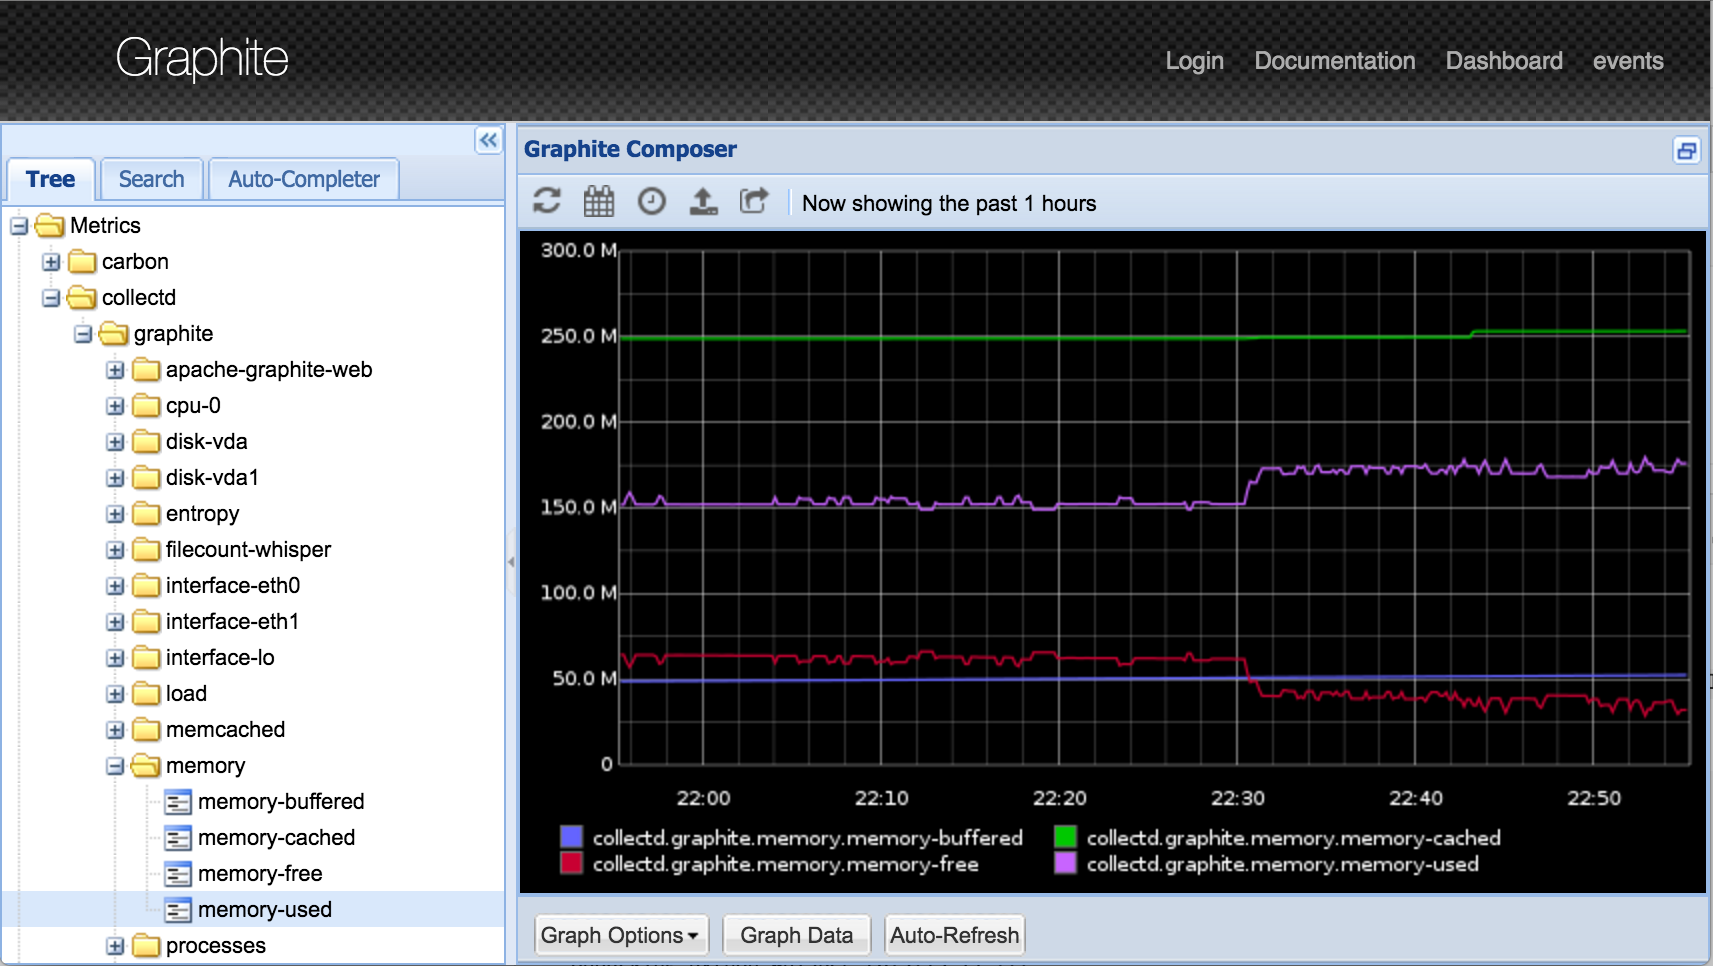 Graphite
Login Documentation Dashboard events
Tree Search Auto-Completer
Metrics
carbon
collectd
graphite
apache-graphite-web
cpu-0
disk-vda
disk-vda1
entropy
filecount-whisper
interface-eth0
interface-eth1
interface-lo
load
memcached
memory
memory-buffered
memory-cached
memory-free
memory-used
processes
Graphite Composer
Now showing the past 1 hours
300.0 M
250.0 M
200.0 M
150.0 M
100.0 M
50.0 M
0
22:00 22:10 22:20 22:30 22:40 22:50
collectd.graphite.memory.memory-buffered collectd.graphite.memory.memory-cached
collectd.graphite.memory.memory-free collectd.graphite.memory.memory-used
Graph Options Graph Data Auto-Refresh